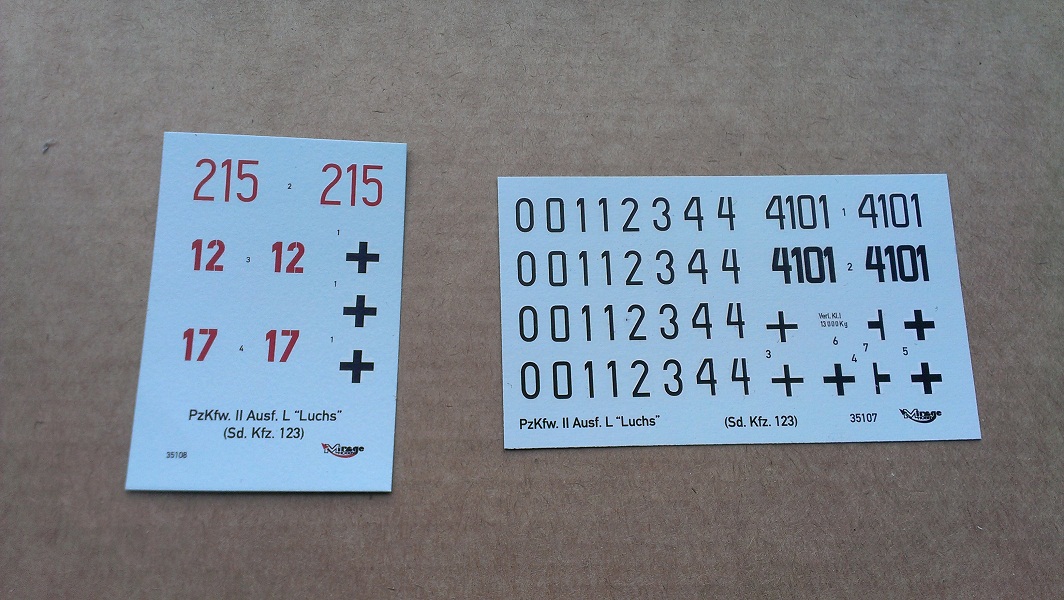 215 2 215
1
12 3 12
1
17 4 17 1
PzKfw. II Ausf. L "Luchs"
(Sd. Kfz. 123)
35108 Mirage
0 0 1 1 2 3 4 4 4101 1 4101
0 0 1 1 2 3 4 4 4101 2 4101
0 0 1 1 2 3 4 4 Verl. Kl. I
13 000 Kg
3 6 4 7 5
0 0 1 1 2 3 4 4
PzKfw. II Ausf. L "Luchs" (Sd. Kfz. 123) 35107 Mirage